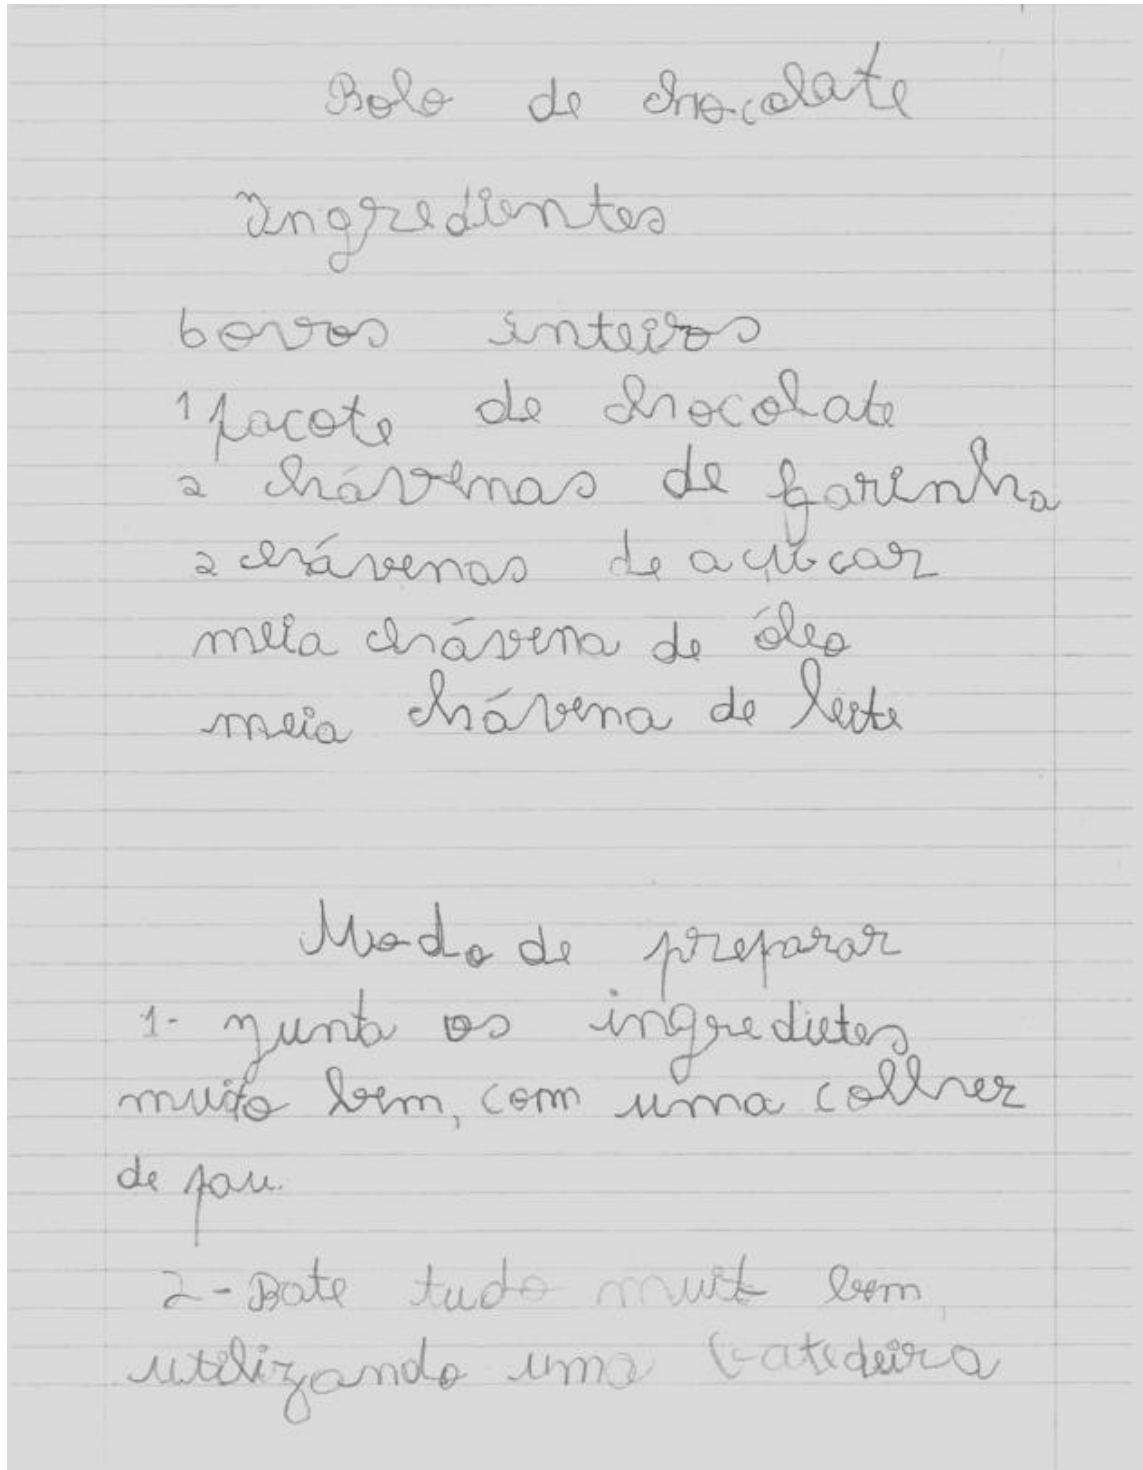 Bolo de chocolate
Ingredientes
6 ovos inteiros
1 pacote de chocolate
2 chávenas de farinha
2 chávenas de açúcar
meia chávena de óleo
meia chávena de leite
Modo de preparar
1- Junta os ingredietes
muito bem, com uma colher
de pau.
2- Bate tudo muito bem,
utilizando uma batedeira